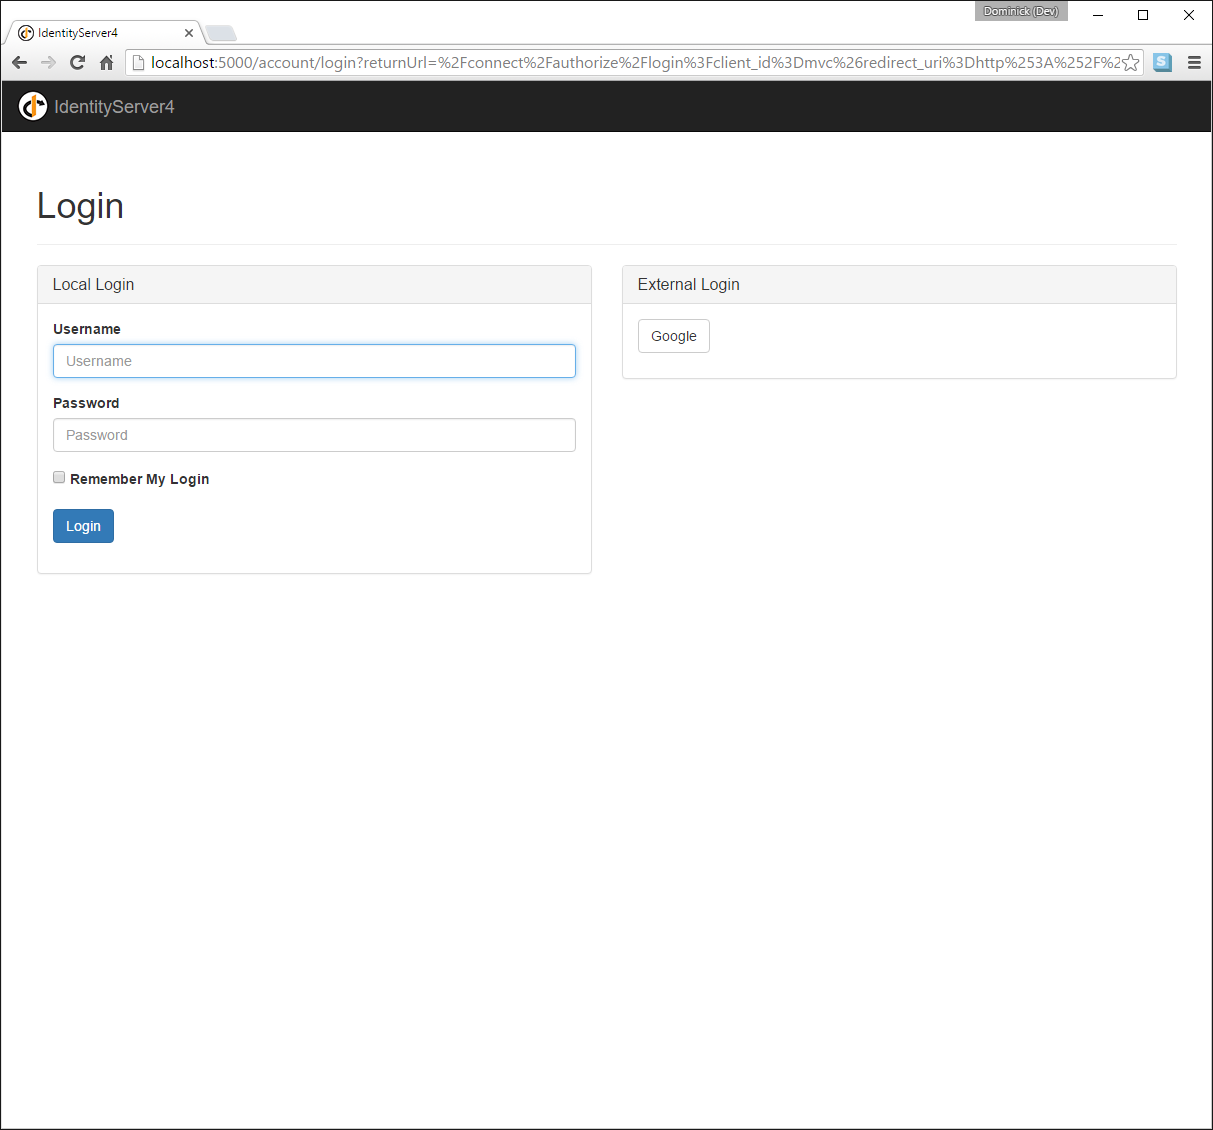 Dominick (Dev)
IdentityServer4
localhost:5000/account/login?returnUrl=%2Fconnect%2Fauthorize%2Flogin%3Fclient_id%3Dmvc%26redirect_uri%3Dhttp%253A%252F%2
IdentityServer4
Login
Local Login
Username
Username
Password
Password
Remember My Login
Login
External Login
Google